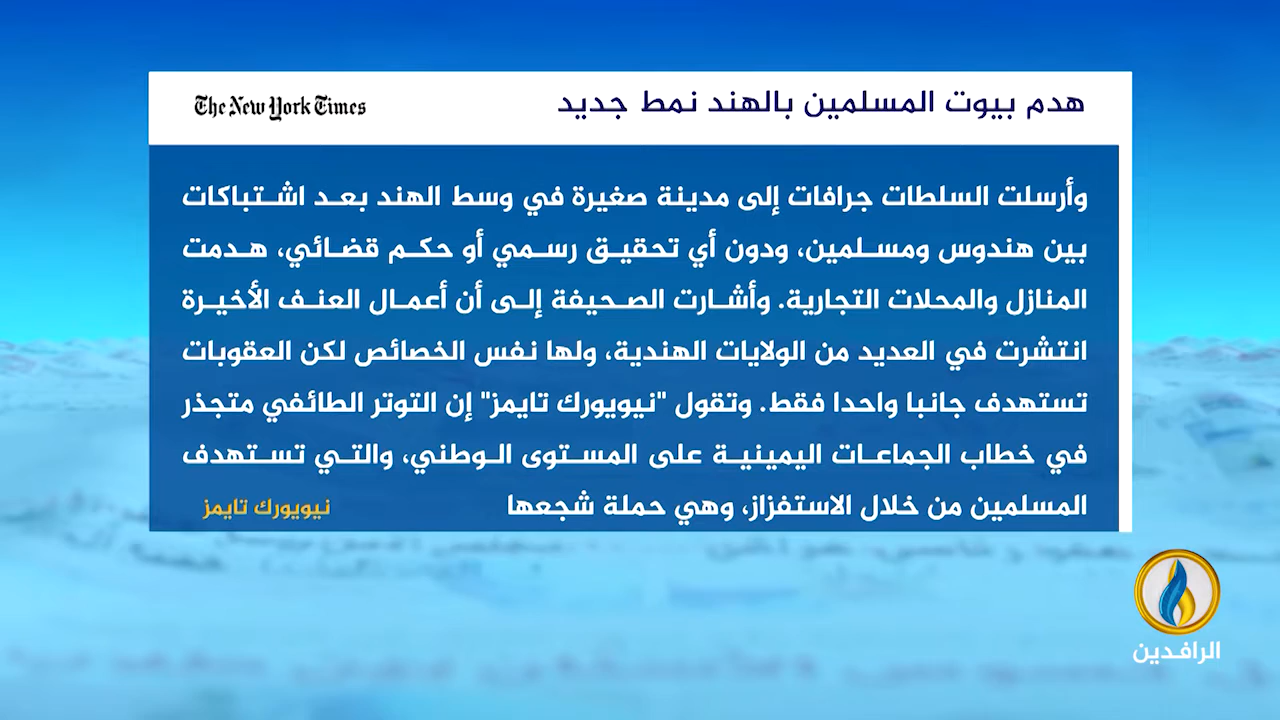 هدم بيوت المسلمين بالهند نمط جديد
The New York Times
وأرسلت السلطات جرافات إلى مدينة صغيرة في وسط الهند بعد اشتباكات
بين هندوس ومسلمين، ودون أي تحقيق رسمي أو حكم قضائي، هدمت
المنازل والمحلات التجارية. وأشارت الصحيفة إلى أن أعمال العنف الأخيرة
انتشرت في العديد من الولايات الهندية، ولها نفس الخصائص لكن العقوبات
تستهدف جانبا واحدا فقط. وتقول "نيويورك تايمز" إن التوتر الطائفي متجذر
في خطاب الجماعات اليمينية على المستوى الوطني، والتي تستهدف
المسلمين من خلال الاستفزاز، وهي حملة شجعها
نيويورك تايمز
الرافدين